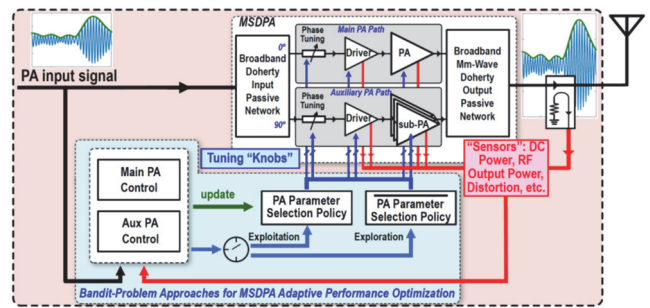 MSDPA
PA input signal
Broadband
Doherty
Input
Passive
Network
0°
90°
Main PA Path
Phase
Tuning
Driver
PA
Auxiliary PA Path
Phase
Tuning
Driver
sub-PA
Broadband
Mm-Wave
Doherty
Output
Passive
Network
Tuning "Knobs"
"Sensors": DC
Power, RF
Output Power,
Distortion, etc.
Main PA
Control
Aux PA
Control
update
PA Parameter
Selection Policy
PA Parameter
Selection Policy
Exploitation
Exploration
Bandit-Problem Approaches for MSDPA Adaptive Performance Optimization